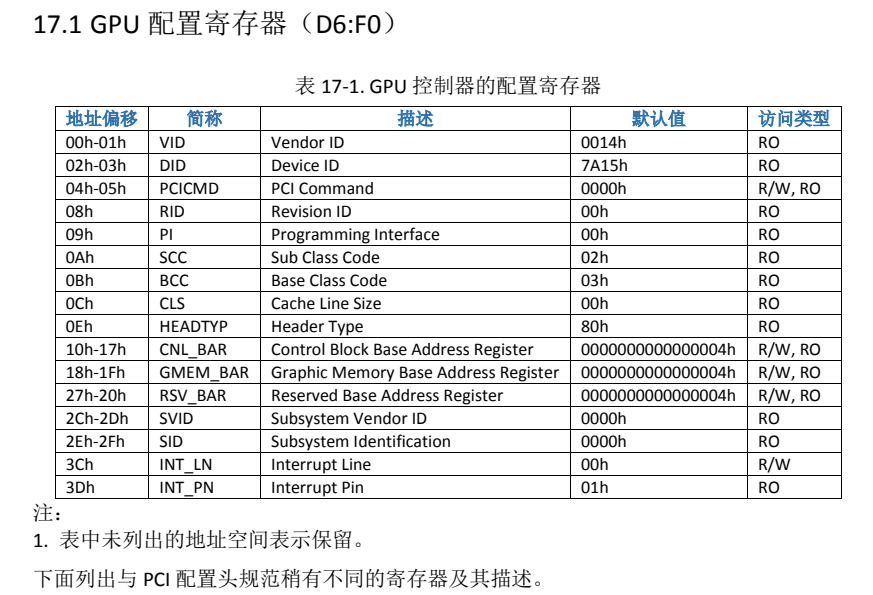 17.1 GPU 配置寄存器（D6:F0）
表 17-1. GPU 控制器的配置寄存器
地址偏移 简称 描述 默认值 访问类型
00h-01h VID Vendor ID 0014h RO
02h-03h DID Device ID 7A15h RO
04h-05h PCICMD PCI Command 0000h R/W, RO
08h RID Revision ID 00h RO
09h PI Programming Interface 00h RO
0Ah SCC Sub Class Code 02h RO
0Bh BCC Base Class Code 03h RO
0Ch CLS Cache Line Size 00h RO
0Eh HEADTYP Header Type 80h RO
10h-17h CNL_BAR Control Block Base Address Register 0000000000000004h R/W, RO
18h-1Fh GMEM_BAR Graphic Memory Base Address Register 0000000000000004h R/W, RO
27h-20h RSV_BAR Reserved Base Address Register 0000000000000004h R/W, RO
2Ch-2Dh SVID Subsystem Vendor ID 0000h RO
2Eh-2Fh SID Subsystem Identification 0000h RO
3Ch INT_LN Interrupt Line 00h R/W
3Dh INT_PN Interrupt Pin 01h RO
注：
1. 表中未列出的地址空间表示保留。
下面列出与 PCI 配置头规范稍有不同的寄存器及其描述。